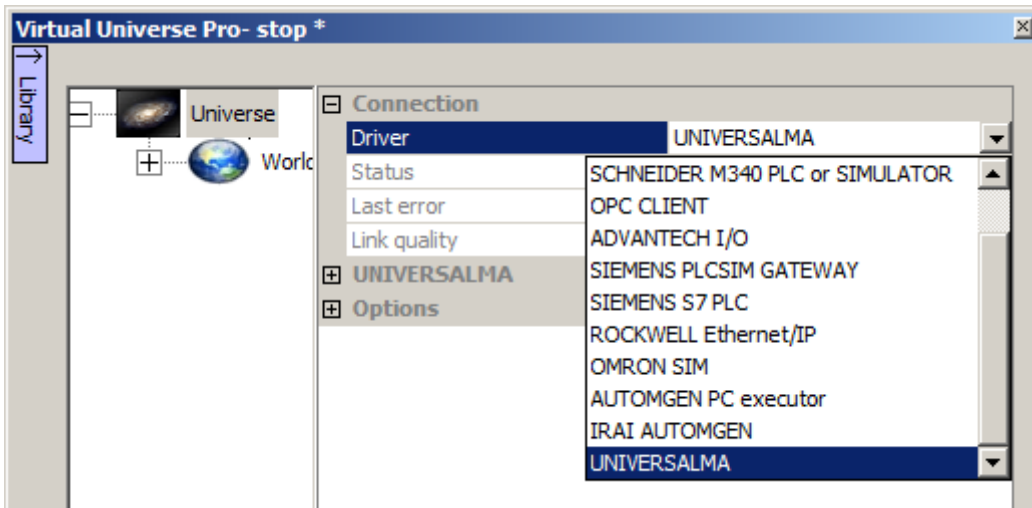 Virtual Universe Pro- stop *
Library
Universe
World
Connection
Driver UNIVERSALMA
Status
Last error
Link quality
UNIVERSALMA
Options
SCHNEIDER M340 PLC or SIMULATOR
OPC CLIENT
ADVANTECH I/O
SIEMENS PLCSIM GATEWAY
SIEMENS S7 PLC
ROCKWELL Ethernet/IP
OMRON SIM
AUTOMGEN PC executor
IRAI AUTOMGEN
UNIVERSALMA